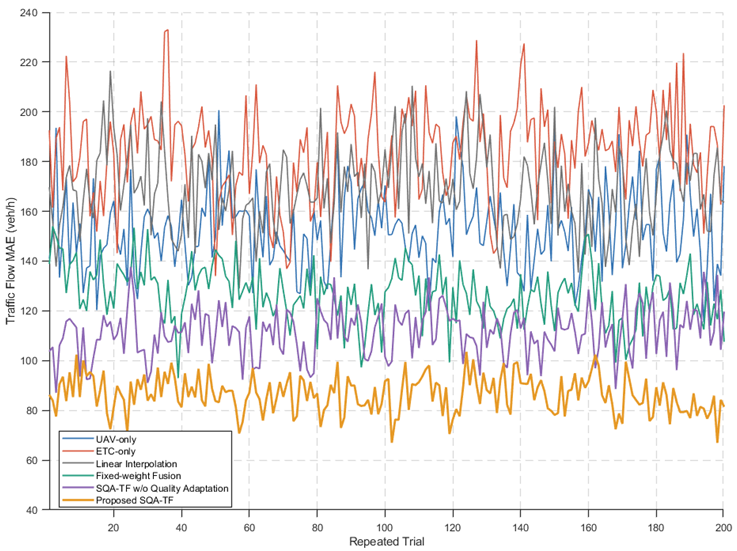 240
220
200
180
160
140
120
100
80
60
40
Traffic Flow MAE (veh/h)
UAV-only
ETC-only
Linear Interpolation
Fixed-weight Fusion
SQA-TF w/o Quality Adaptation
Proposed SQA-TF
20 40 60 80 100 120 140 160 180 200
Repeated Trial